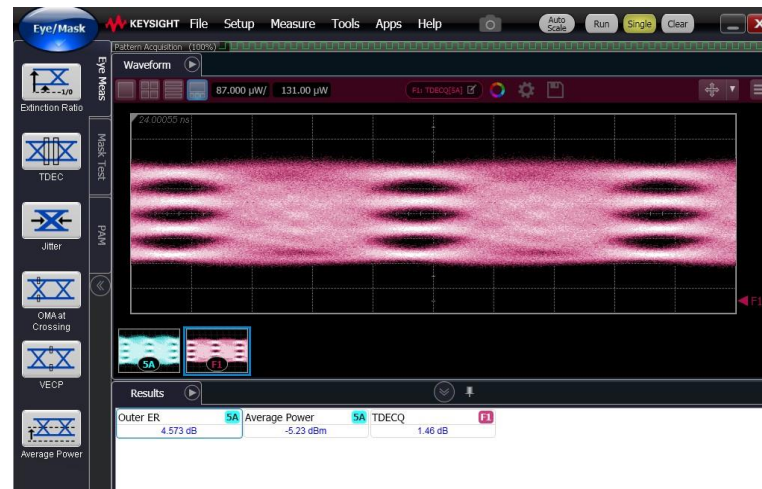 Eye/Mask
KEYSIGHT File Setup Measure Tools Apps Help
Auto Scale
Run
Single
Clear
Pattern Acquisition (100%)
Waveform
87.000 µW/ 131.00 µW
F1: TDECQ[5A]
24.00055 ns
Eye Meas
Mask Test
PAM
Extinction Ratio
TDEC
Jitter
OMA at
Crossing
VECP
Average Power
F1
5A
F1
Results
Outer ER 5A Average Power 5A TDECQ F1
4.573 dB -5.23 dBm 1.46 dB